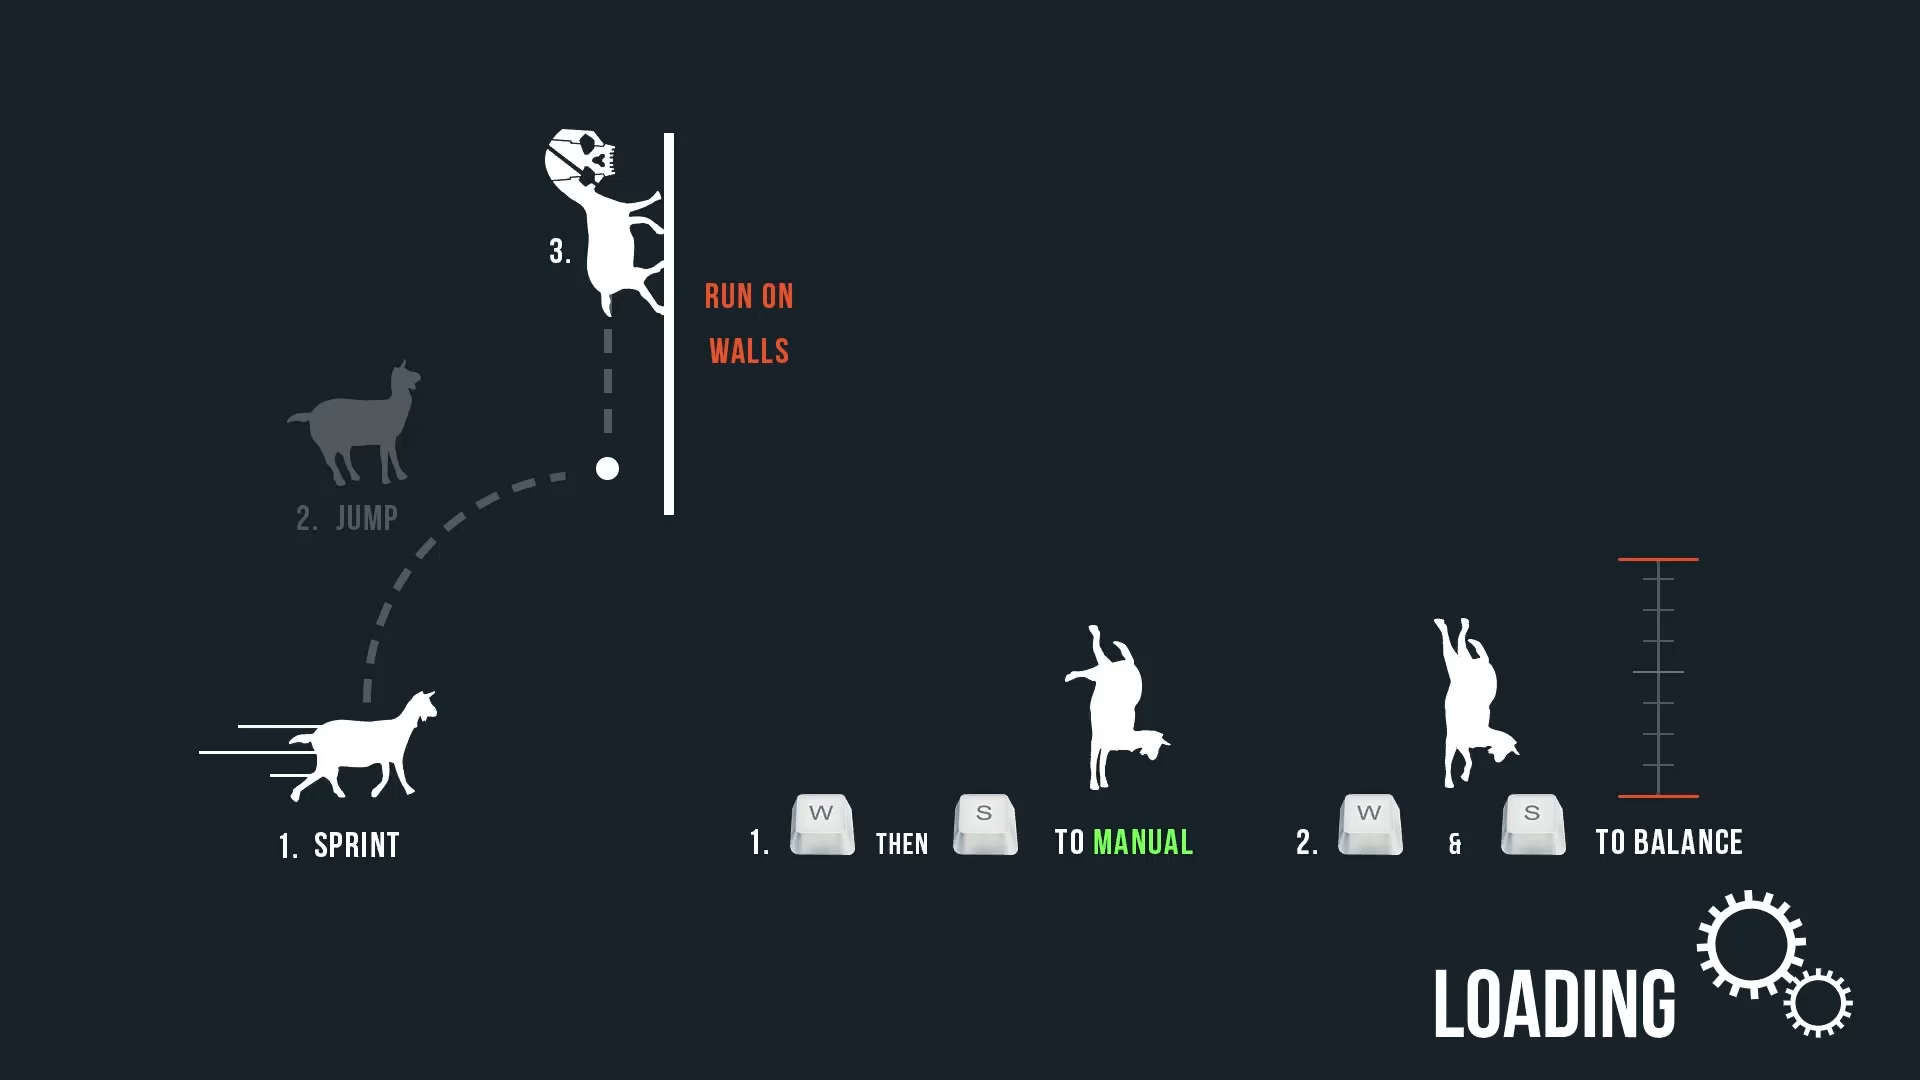 3.
RUN ON
WALLS
2. JUMP
1. SPRINT
1. W THEN S TO MANUAL
2. W & S TO BALANCE
LOADING